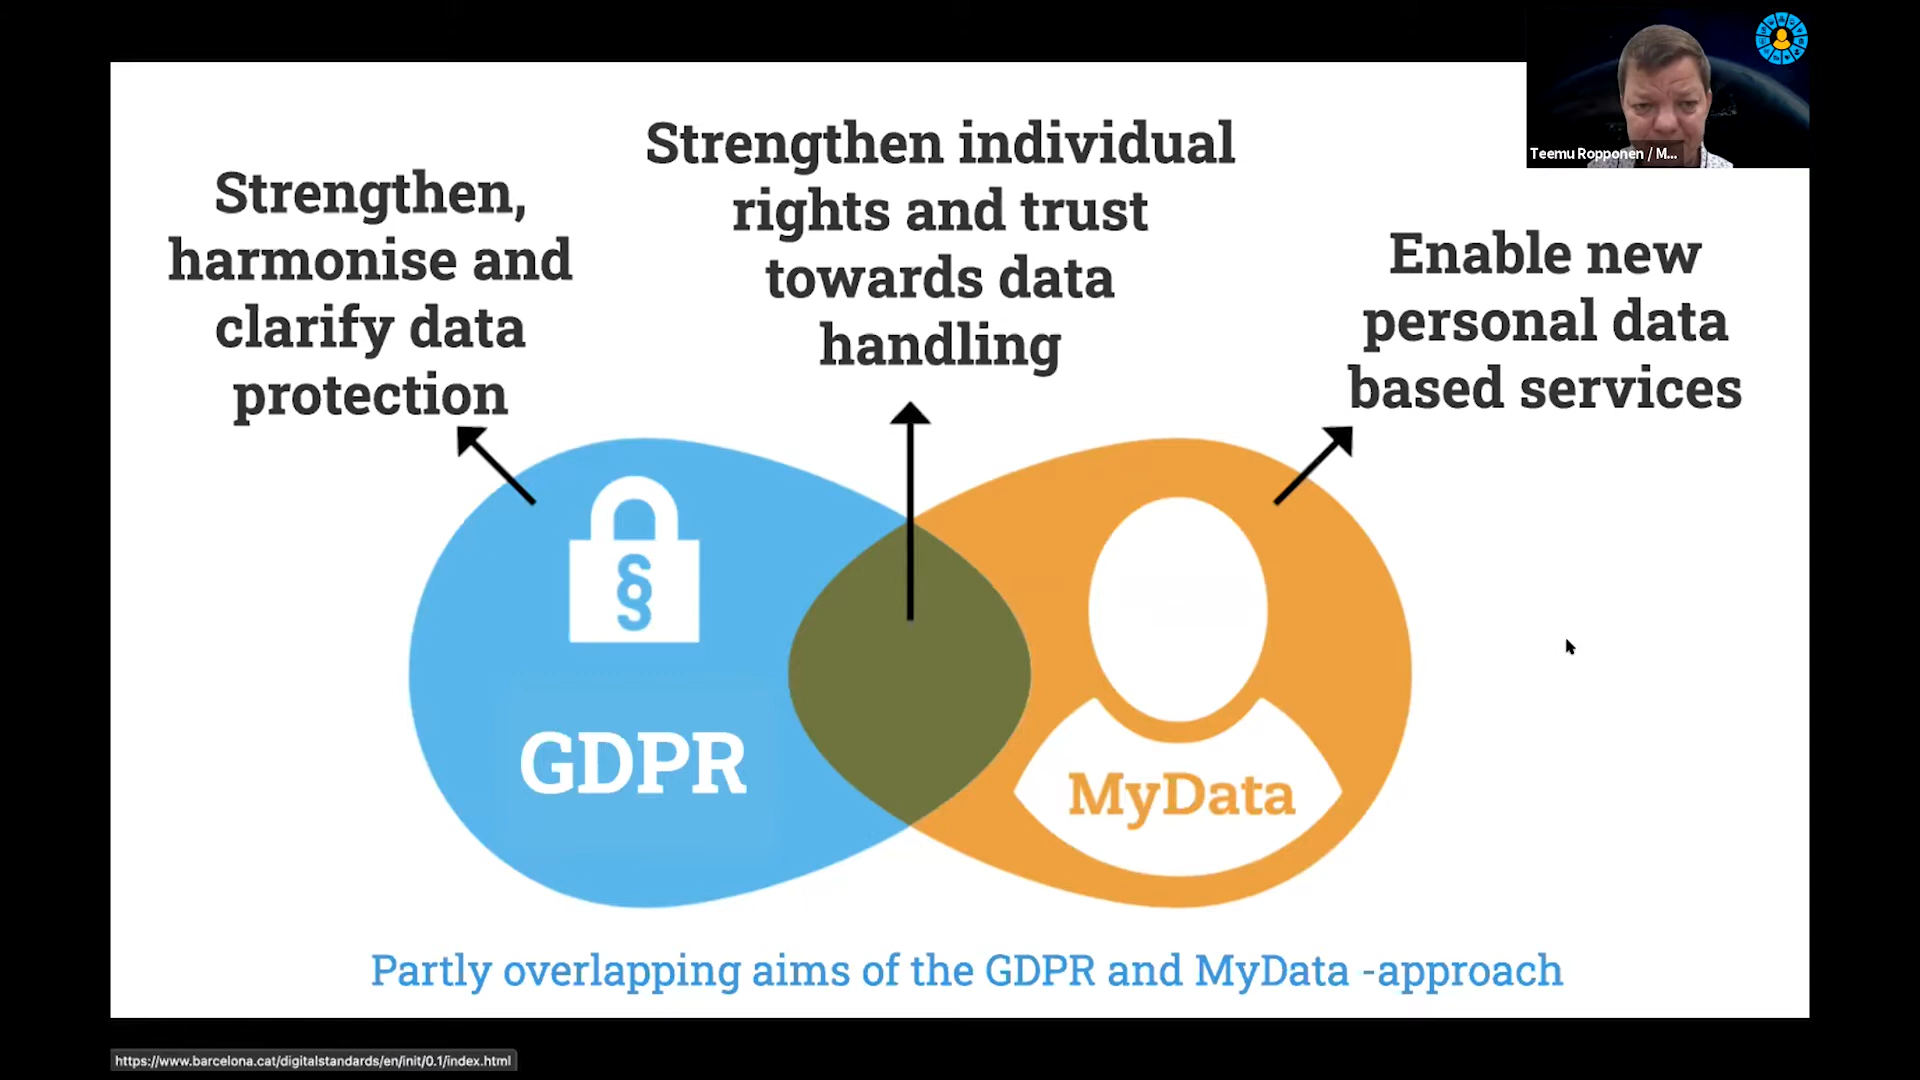 Teemu Ropponen / M...
Strengthen,
harmonise and
clarify data
protection
Strengthen individual
rights and trust
towards data
handling
Enable new
personal data
based services
§
GDPR
MyData
Partly overlapping aims of the GDPR and MyData -approach
https://www.barcelona.cat/digitalstandards/en/init/0.1/index.html